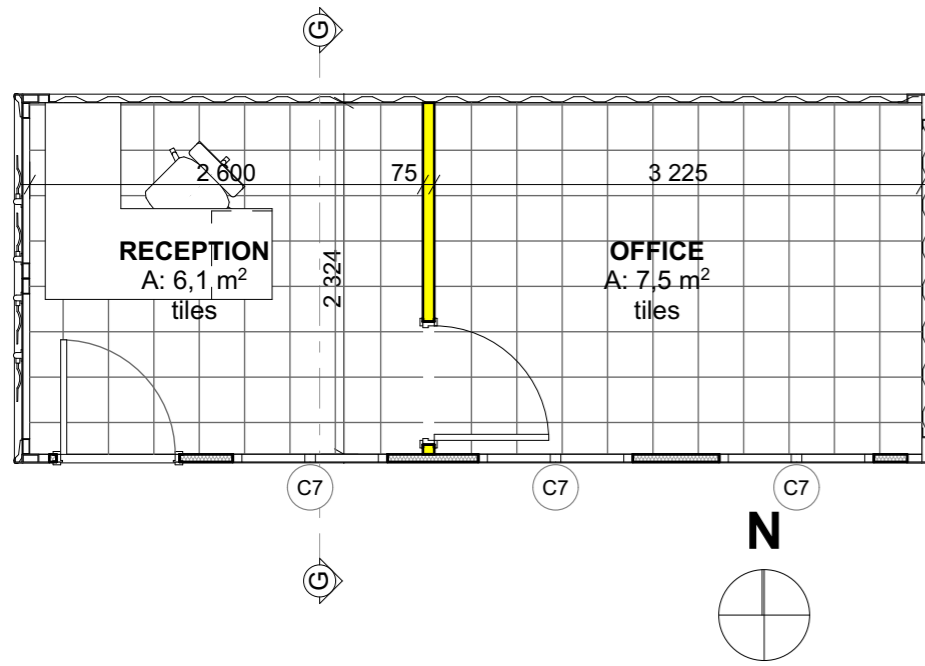 G
2 600
75
3 225
RECEPTION
A: 6,1 m²
tiles
2 324
OFFICE
A: 7,5 m²
tiles
C7
C7
C7
N
G